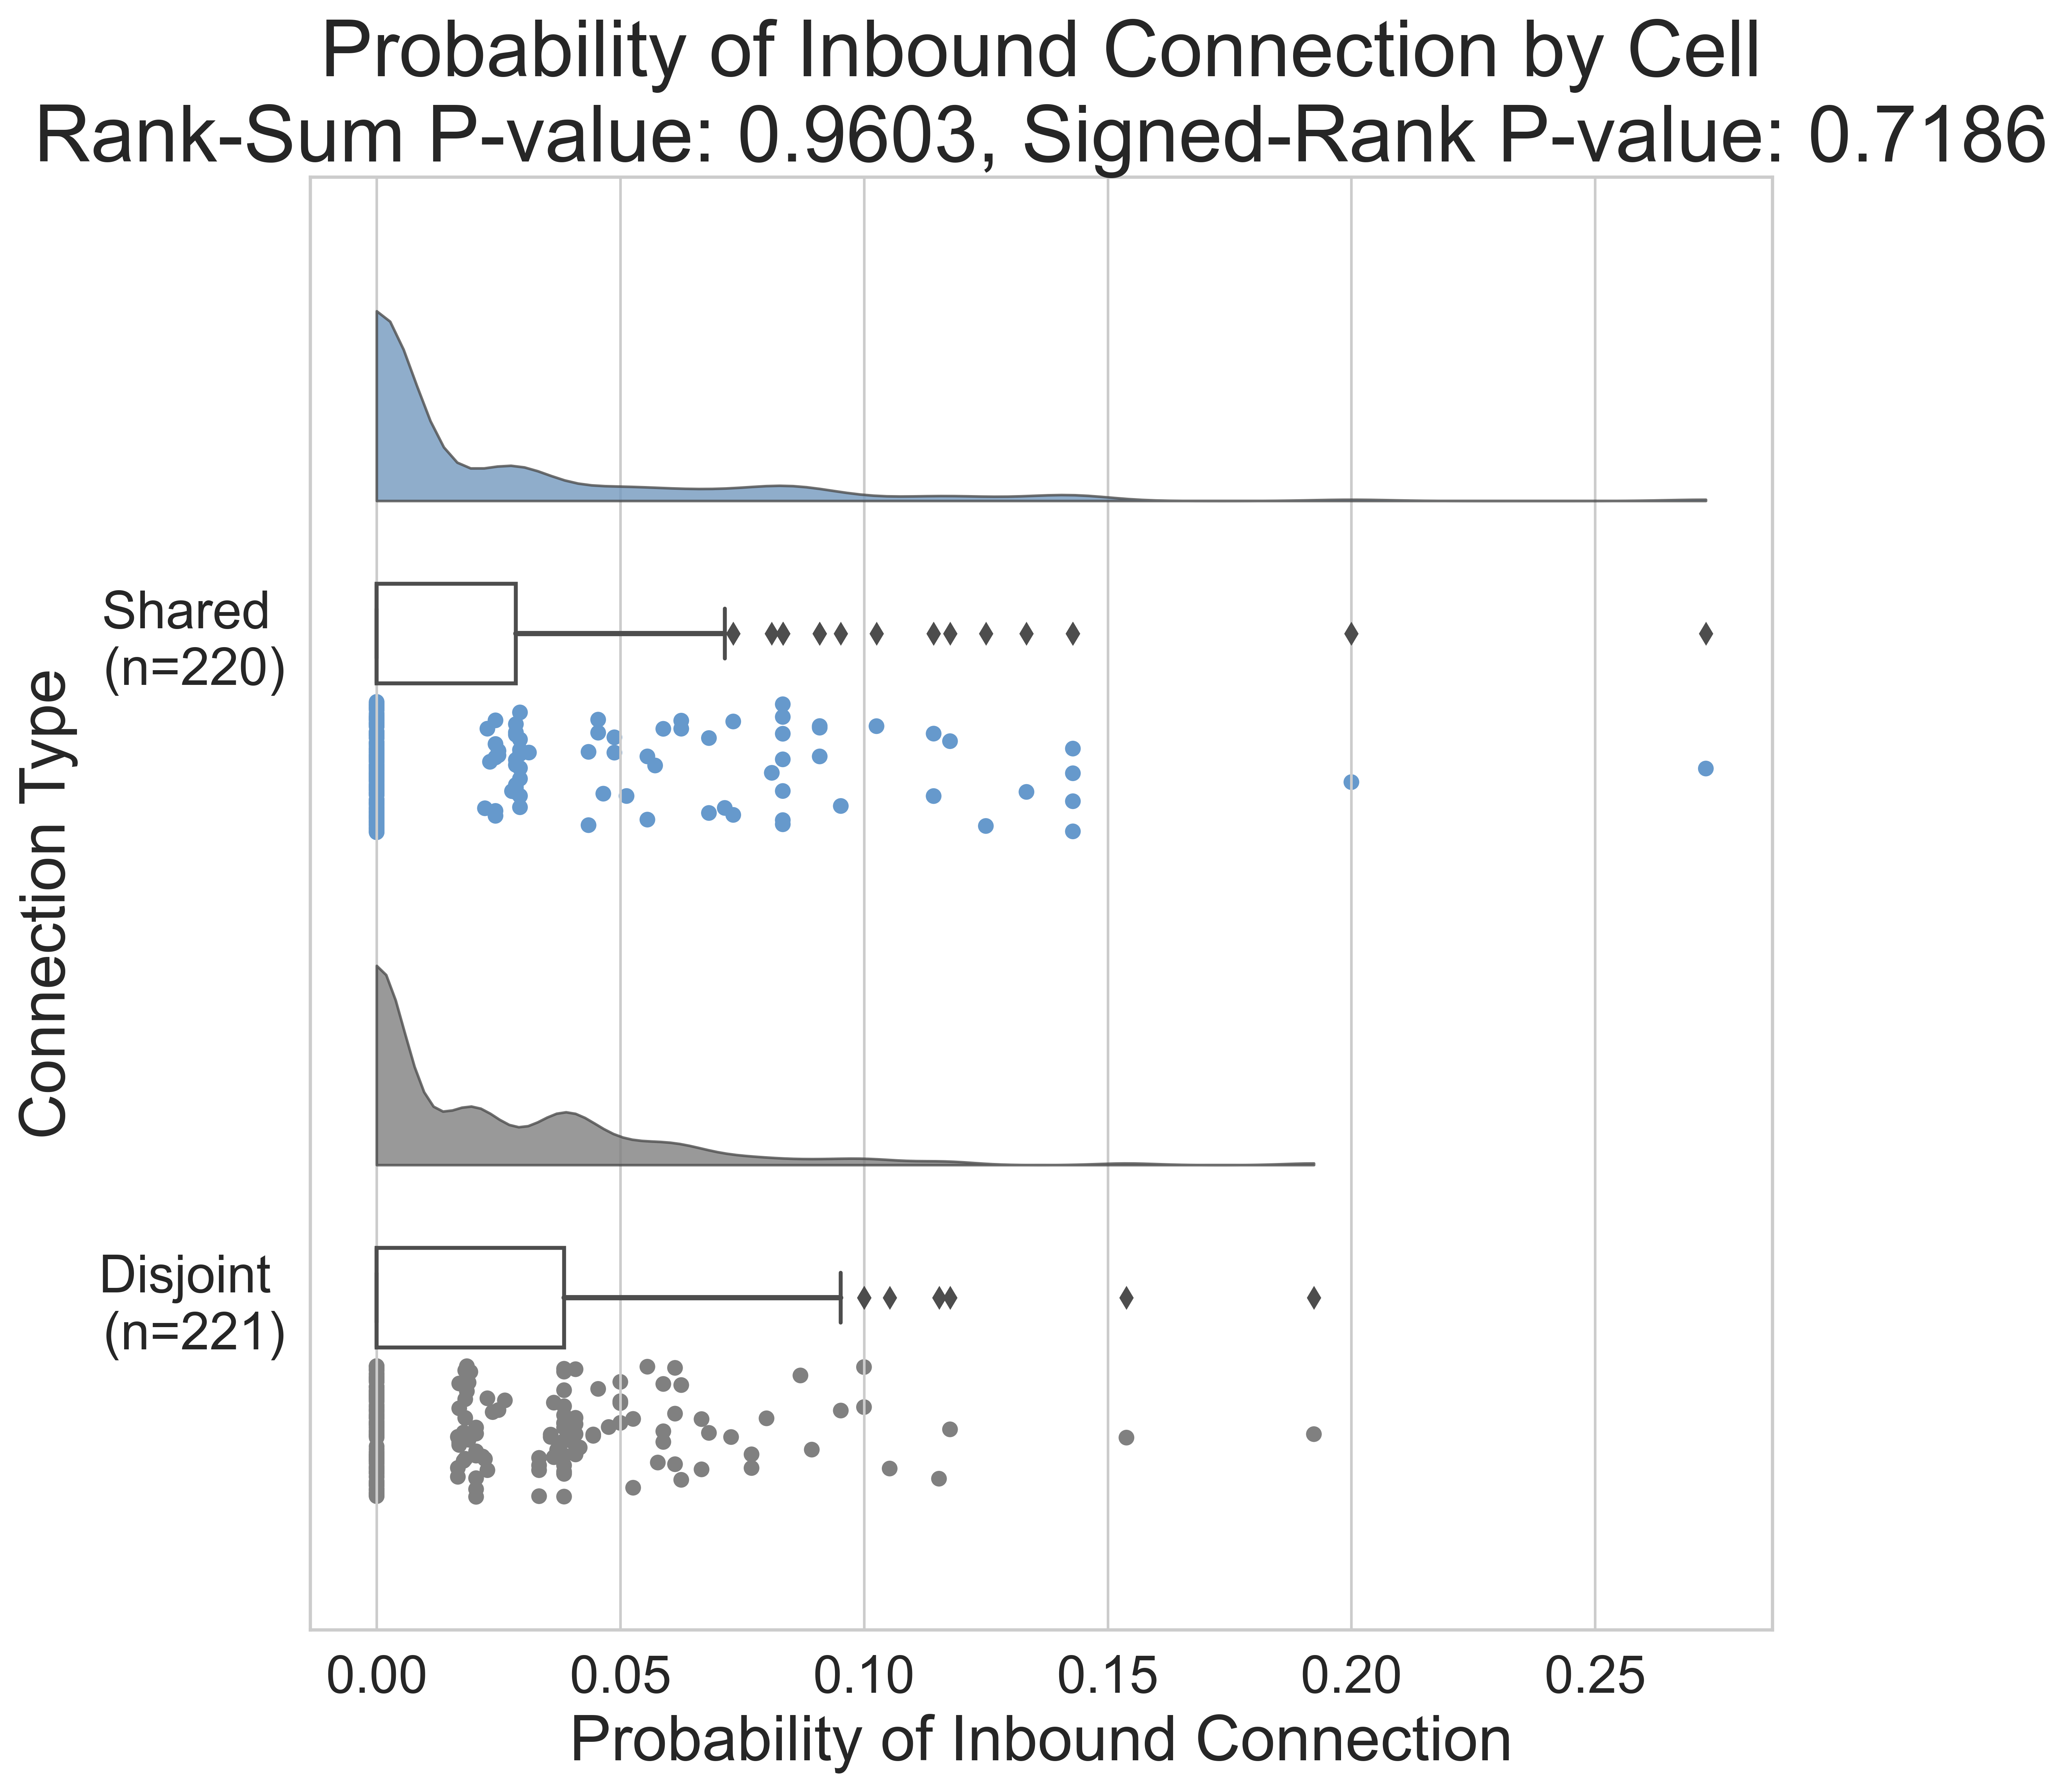 Probability of Inbound Connection by Cell
Rank-Sum P-value: 0.9603, Signed-Rank P-value: 0.7186
Connection Type
Shared
(n=220)
Disjoint
(n=221)
0.00 0.05 0.10 0.15 0.20 0.25
Probability of Inbound Connection